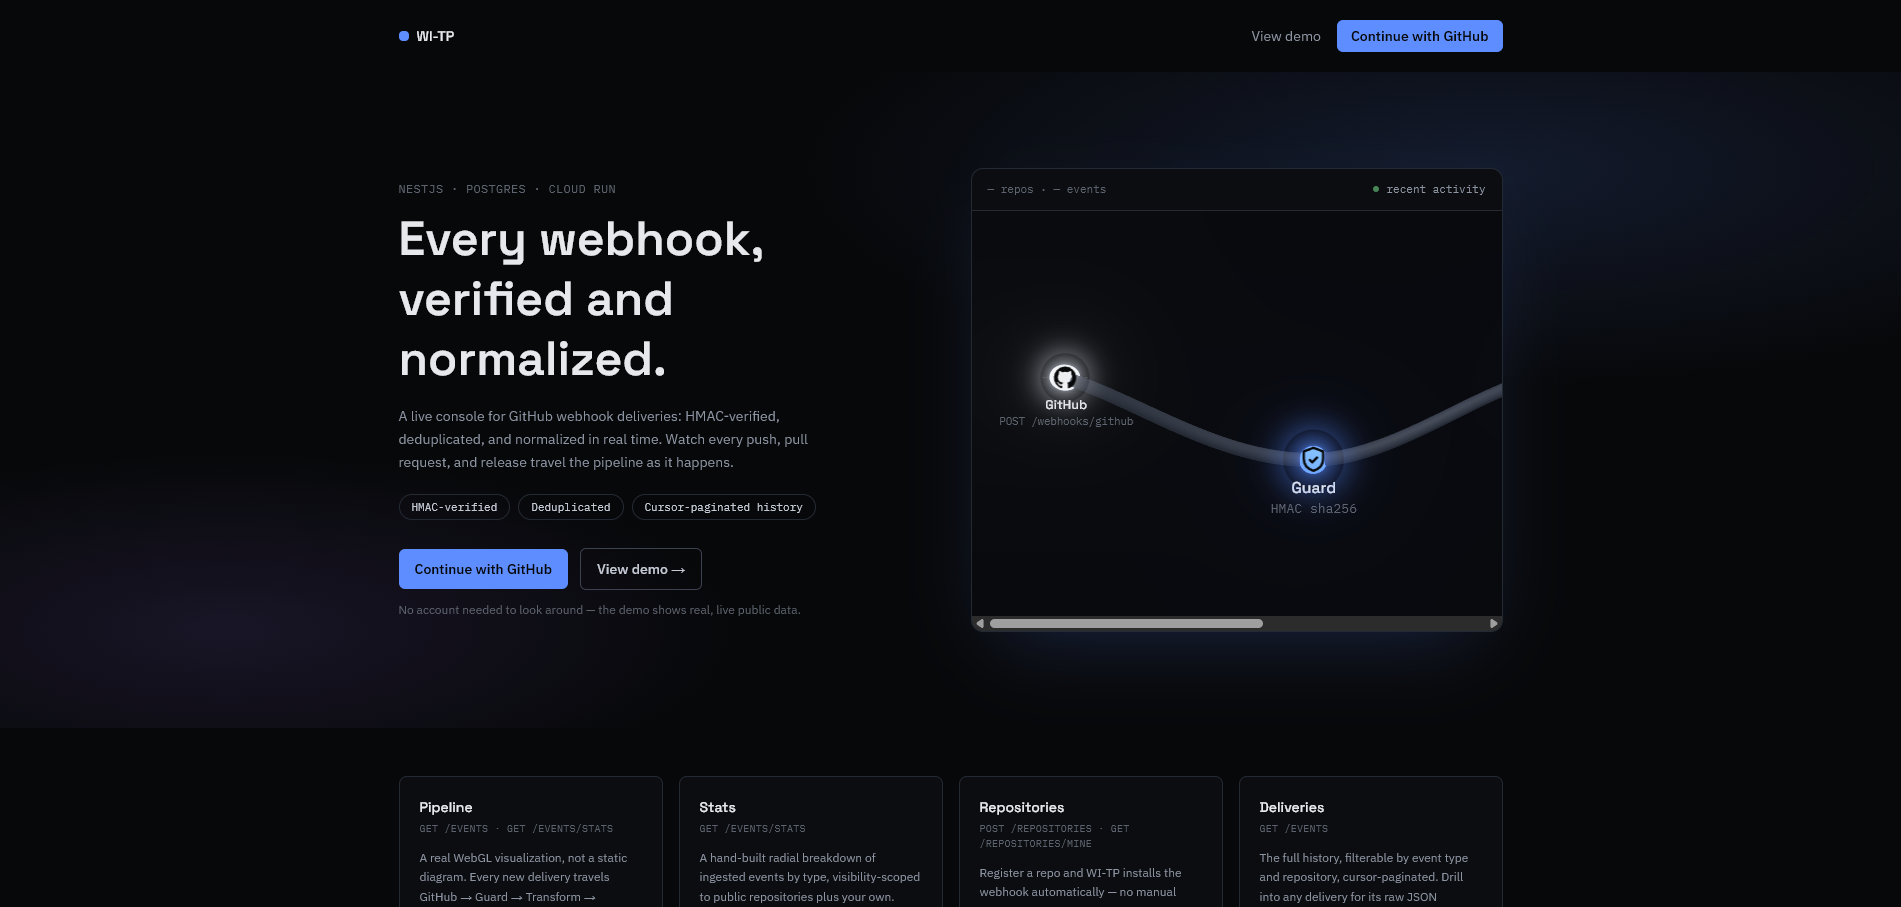 WI-TP
View demo
Continue with GitHub
NESTJS · POSTGRES · CLOUD RUN
Every webhook,
verified and
normalized.
A live console for GitHub webhook deliveries: HMAC-verified,
deduplicated, and normalized in real time. Watch every push, pull
request, and release travel the pipeline as it happens.
HMAC-verified
Deduplicated
Cursor-paginated history
Continue with GitHub
View demo →
No account needed to look around — the demo shows real, live public data.
— repos · — events
recent activity
GitHub
POST /webhooks/github
Guard
HMAC sha256
Pipeline
GET /EVENTS · GET /EVENTS/STATS
A real WebGL visualization, not a static
diagram. Every new delivery travels
GitHub → Guard → Transform →
Stats
GET /EVENTS/STATS
A hand-built radial breakdown of
ingested events by type, visibility-scoped
to public repositories plus your own.
Repositories
POST /REPOSITORIES · GET
/REPOSITORIES/MINE
Register a repo and WI-TP installs the
webhook automatically — no manual
Deliveries
GET /EVENTS
The full history, filterable by event type
and repository, cursor-paginated. Drill
into any delivery for its raw JSON